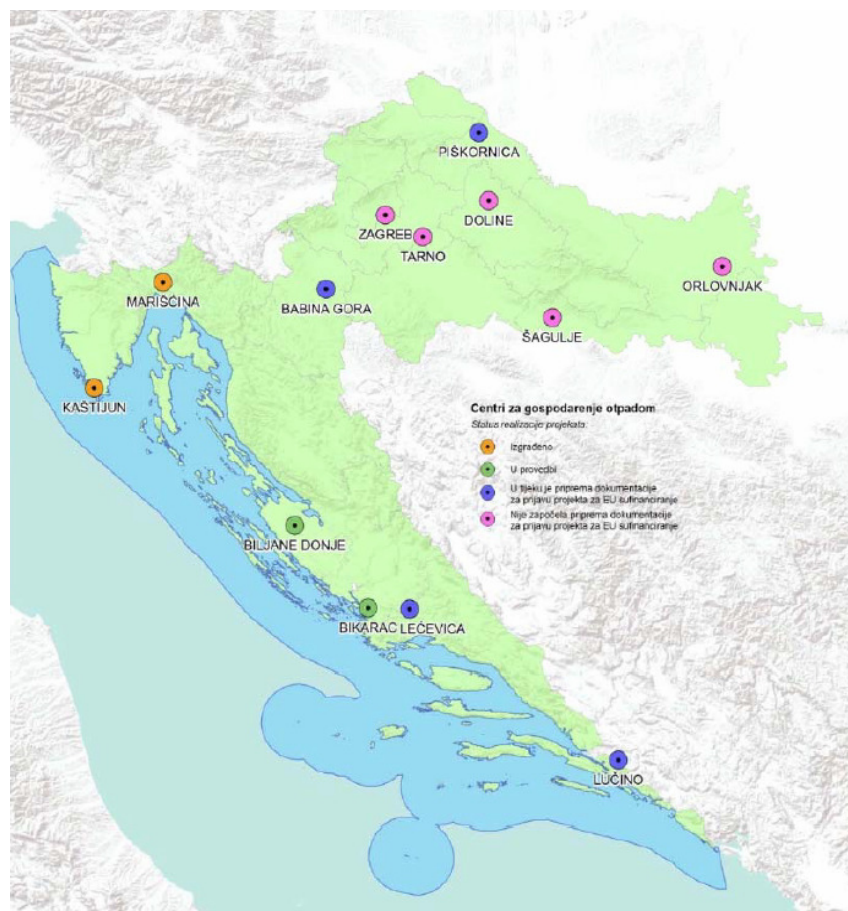 PIŠKORNICA
DOLINE
ZAGREB
TARNO
ORLOVNJAK
MARIŠĆINA
BABINA GORA
ŠAGULJE
KAŠTIJUN
Centri za gospodarenje otpadom
Status realizacije projekata:
Izgrađeno
U provedbi
U tijeku je priprema dokumentacije
za prijavu projekta za EU sufinanciranje
Nije započela priprema dokumentacije
za prijavu projekta za EU sufinanciranje
BILJANE DONJE
BIKARAC LEĆEVICA
LUČINO